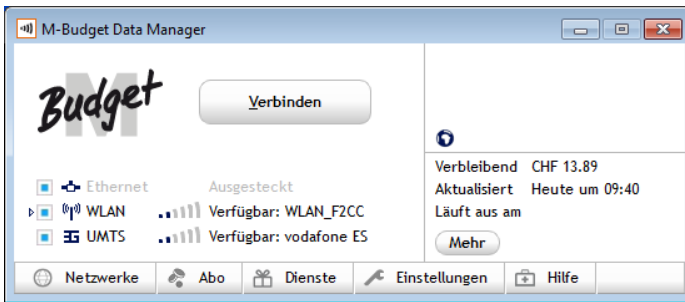 M-Budget Data Manager
M
Budget
Verbinden
Ethernet Ausgesteckt
WLAN Verfügbar: WLAN_F2CC
3G UMTS Verfügbar: vodafone ES
Verbleibend CHF 13.89
Aktualisiert Heute um 09:40
Läuft aus am
Mehr
Netzwerke Abo Dienste Einstellungen Hilfe